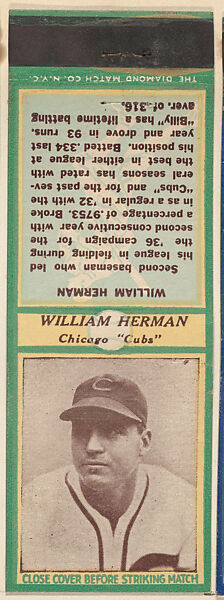 WILLIAM HERMAN
Second baseman who led
his league in fielding during
the '36 campaign for the
second consecutive year with
a percentage of .9753. Broke
in as a regular in '32 with the
"Cubs" and for the past sev-
eral seasons has rated with
the best in either league at
his position. Batted .334 last
year and drove in 93 runs.
"Billy" has a lifetime batting
aver. of .316.
THE DIAMOND MATCH CO. N.Y.C.
WILLIAM HERMAN
Chicago "Cubs"
C
CLOSE COVER BEFORE STRIKING MATCH